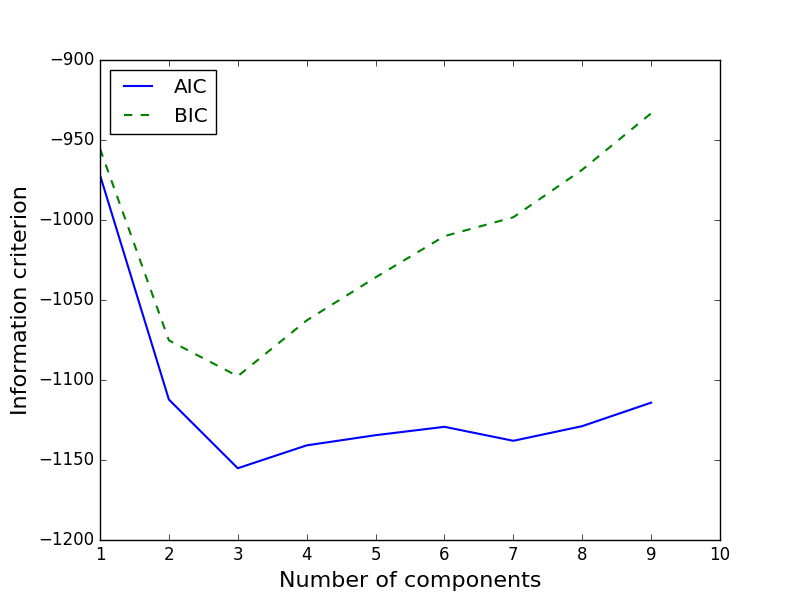 −900
−950
−1000
−1050
−1100
−1150
−1200
1 2 3 4 5 6 7 8 9 10
Number of components
Information criterion
AIC
BIC